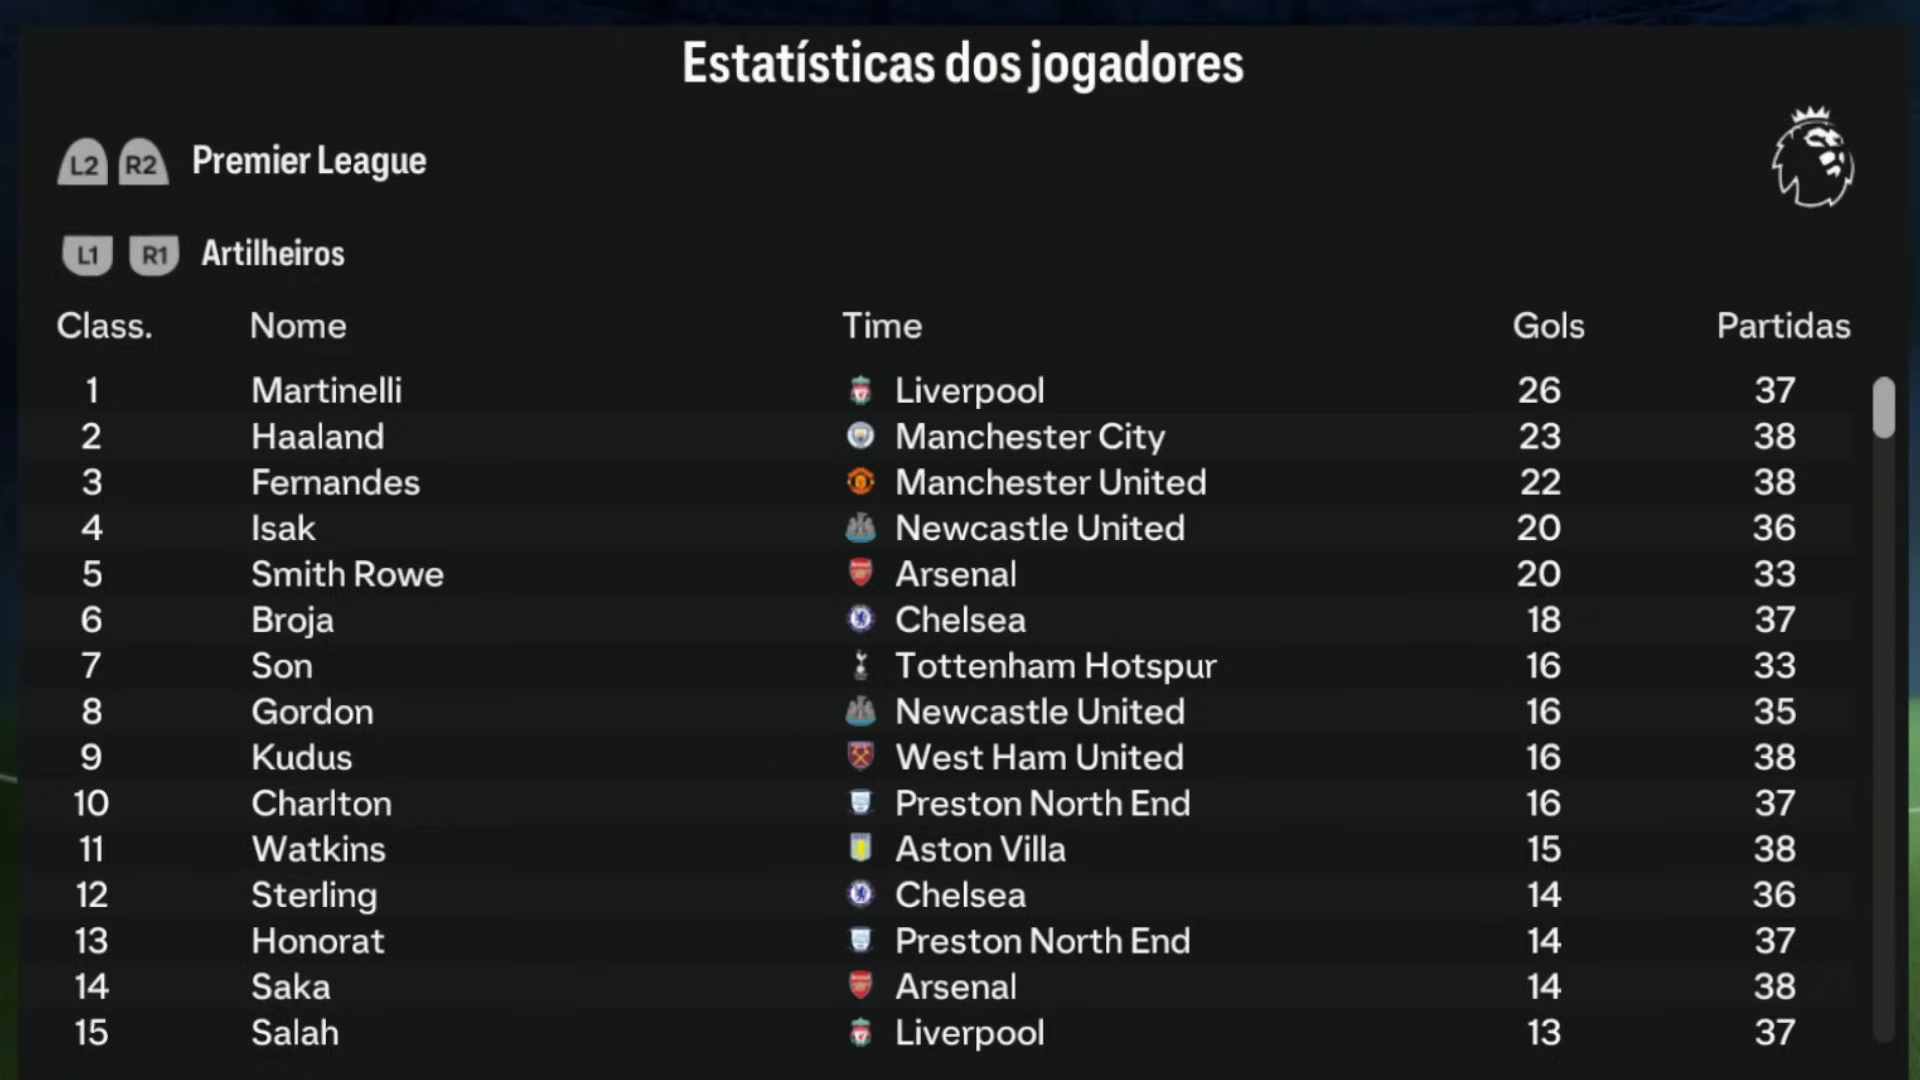 Estatísticas dos jogadores
L2 R2 Premier League
L1 R1 Artilheiros
Class. Nome Time Gols Partidas
1 Martinelli Liverpool 26 37
2 Haaland Manchester City 23 38
3 Fernandes Manchester United 22 38
4 Isak Newcastle United 20 36
5 Smith Rowe Arsenal 20 33
6 Broja Chelsea 18 37
7 Son Tottenham Hotspur 16 33
8 Gordon Newcastle United 16 35
9 Kudus West Ham United 16 38
10 Charlton Preston North End 16 37
11 Watkins Aston Villa 15 38
12 Sterling Chelsea 14 36
13 Honorat Preston North End 14 37
14 Saka Arsenal 14 38
15 Salah Liverpool 13 37